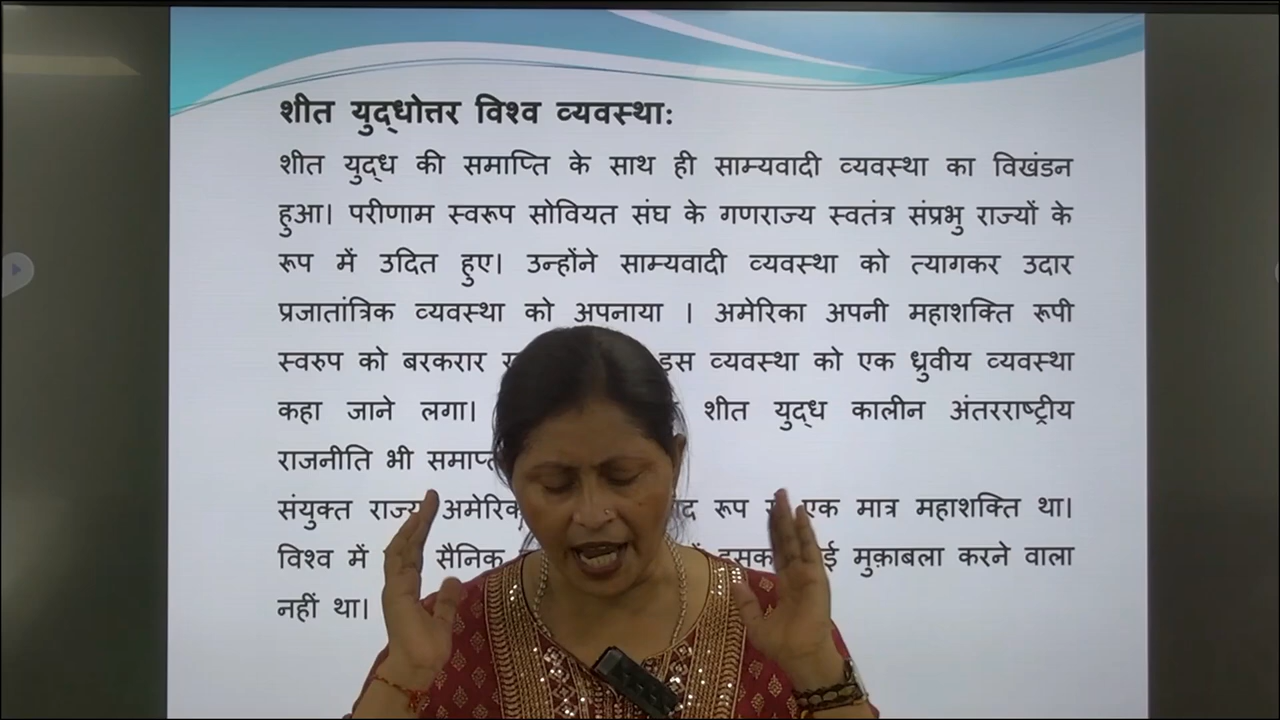 शीत युद्धोत्तर विश्व व्यवस्था:
शीत युद्ध की समाप्ति के साथ ही साम्यवादी व्यवस्था का विखंडन
हुआ। परीणाम स्वरूप सोवियत संघ के गणराज्य स्वतंत्र संप्रभु राज्यों के
रूप में उदित हुए। उन्होंने साम्यवादी व्यवस्था को त्यागकर उदार
प्रजातांत्रिक व्यवस्था को अपनाया । अमेरिका अपनी महाशक्ति रूपी
स्वरुप को बरकरार व्यवस्था को एक ध्रुवीय व्यवस्था
कहा जाने लगा। शीत युद्ध कालीन अंतरराष्ट्रीय
राजनीति भी
संयुक्त राज्य रूप एक मात्र महाशक्ति था।
विश्व में सैनिक मुक़ाबला करने वाला
नहीं था।